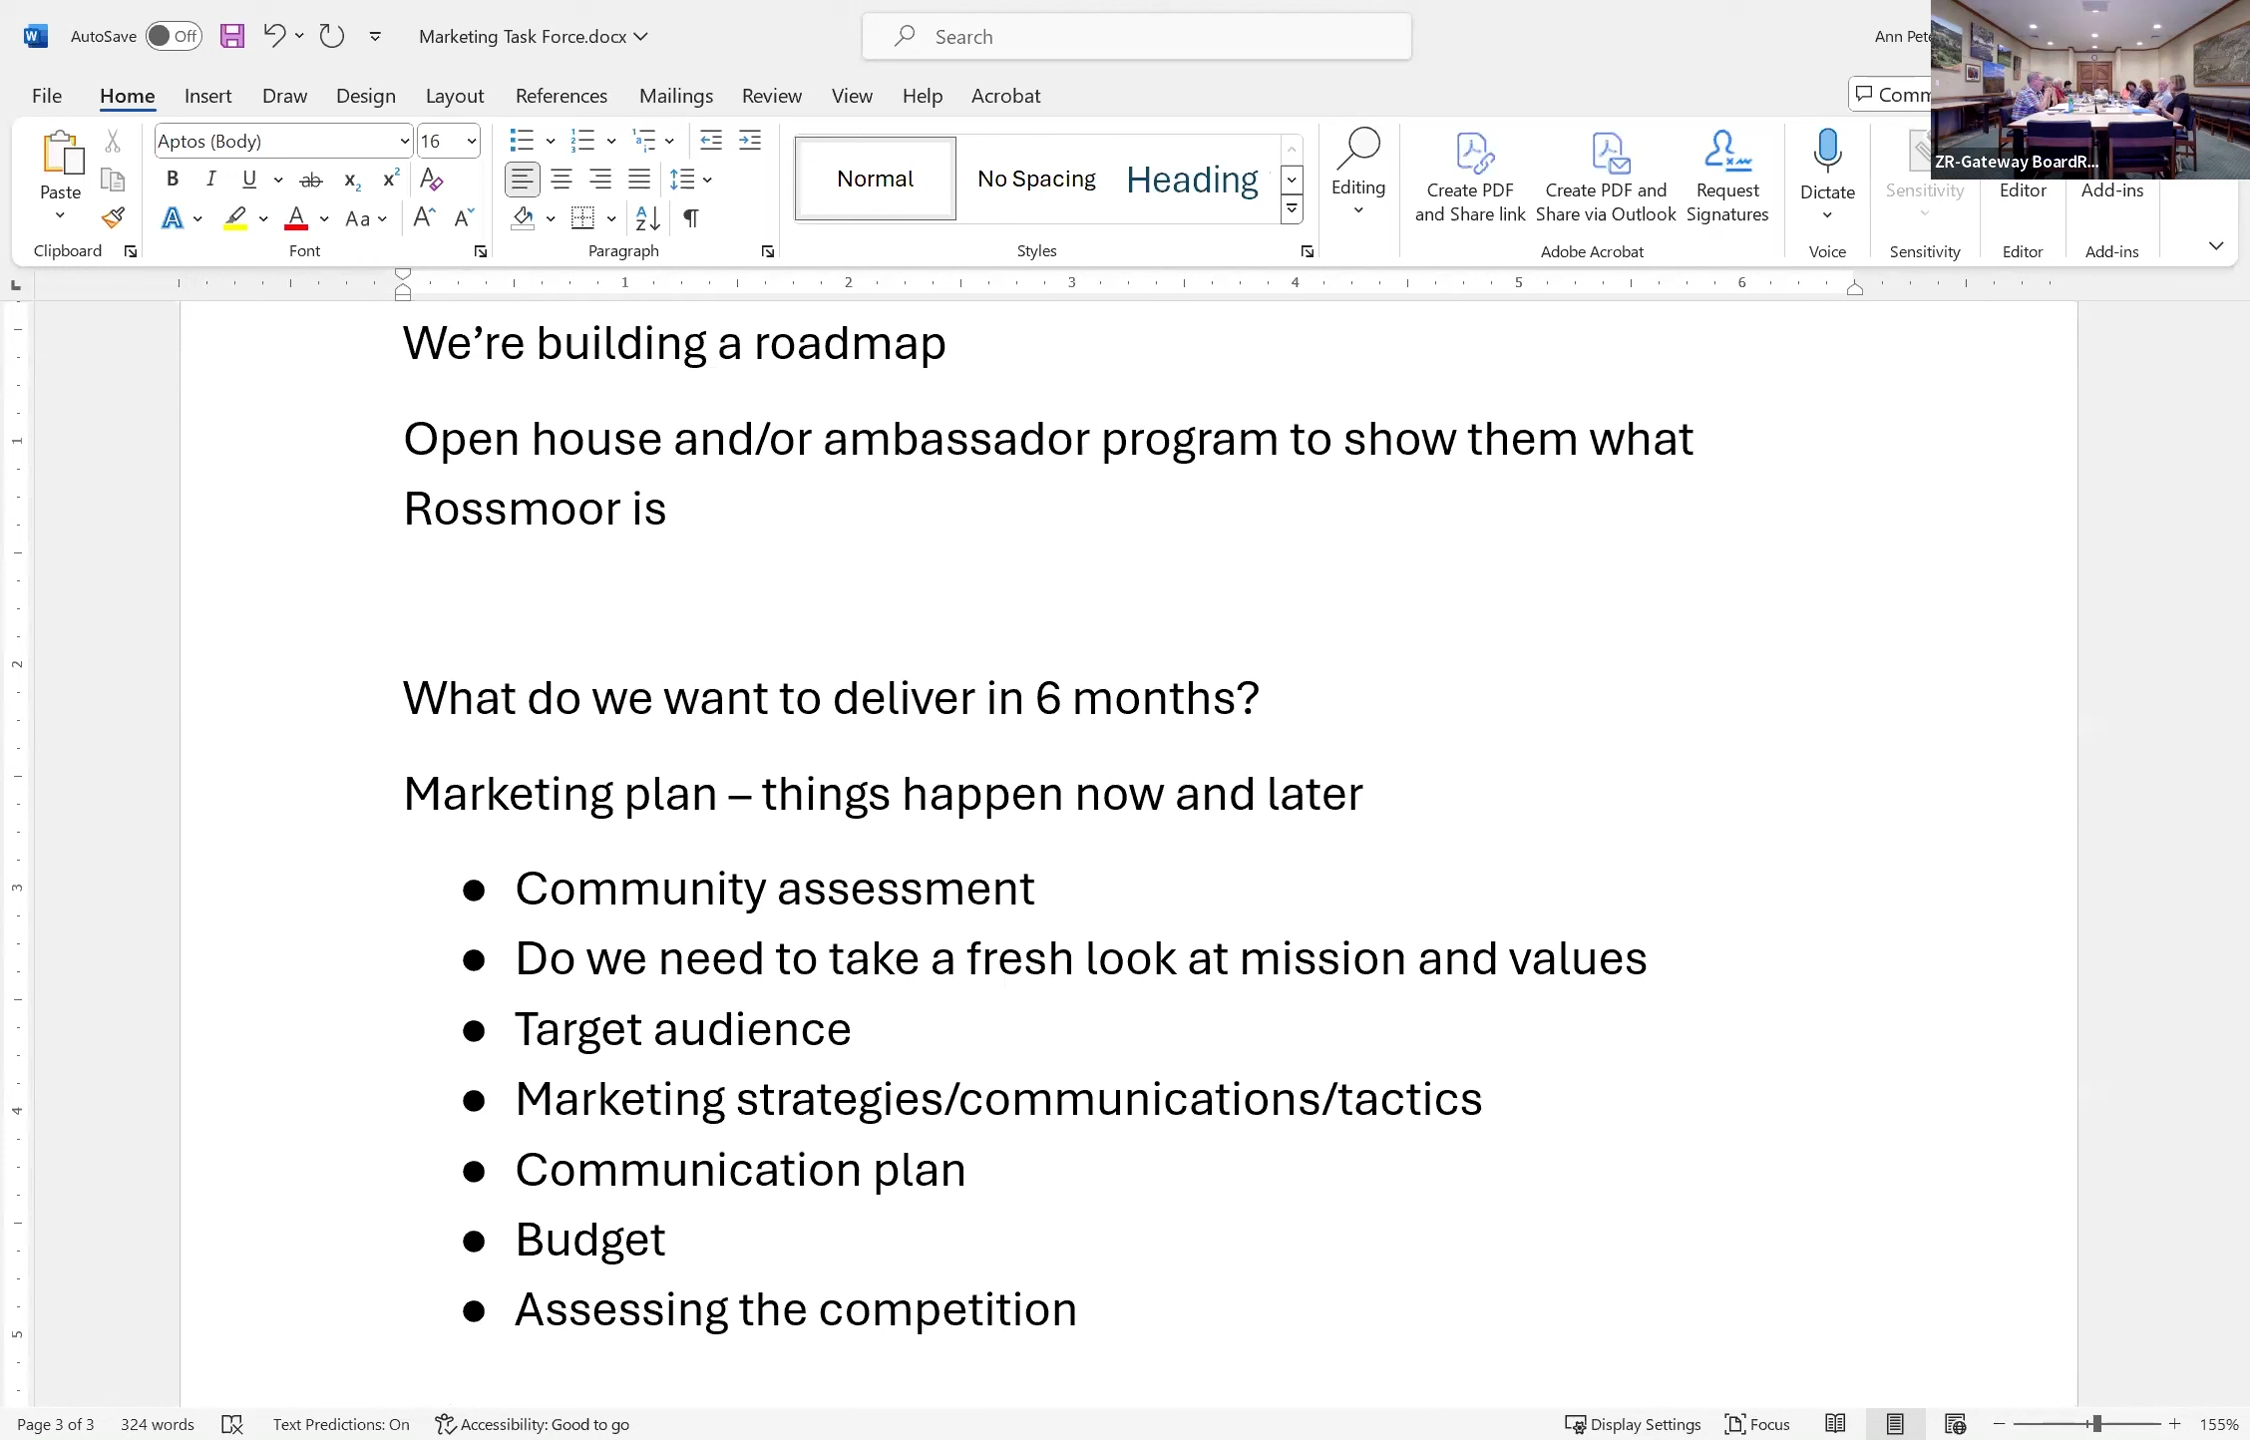 AutoSave Off Marketing Task Force.docx Search Ann Pete
File Home Insert Draw Design Layout References Mailings Review View Help Acrobat Comm
ZR-Gateway BoardR...
Aptos (Body) 16
Paste
Normal No Spacing Heading
Editing
Create PDF and Share link
Create PDF and Share via Outlook
Request Signatures
Dictate
Sensitivity
Editor
Add-ins
Clipboard Font Paragraph Styles Adobe Acrobat Voice Sensitivity Editor Add-ins
1 2 3 4 5 6
We’re building a roadmap
Open house and/or ambassador program to show them what
Rossmoor is
What do we want to deliver in 6 months?
Marketing plan – things happen now and later
● Community assessment
● Do we need to take a fresh look at mission and values
● Target audience
● Marketing strategies/communications/tactics
● Communication plan
● Budget
● Assessing the competition
Page 3 of 3 324 words Text Predictions: On Accessibility: Good to go Display Settings Focus 155%